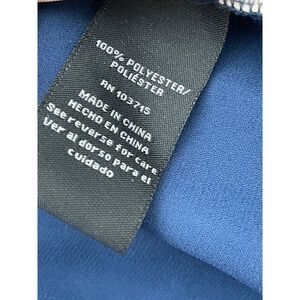 100% POLYESTER/
POLIÉSTER
RN 103715
MADE IN CHINA
HECHO EN CHINA
See reverse for care
Ver al dorso para el
cuidado